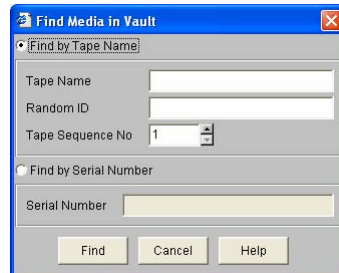 Find Media in Vault
Find by Tape Name
Tape Name
Random ID
Tape Sequence No 1
Find by Serial Number
Serial Number
Find Cancel Help